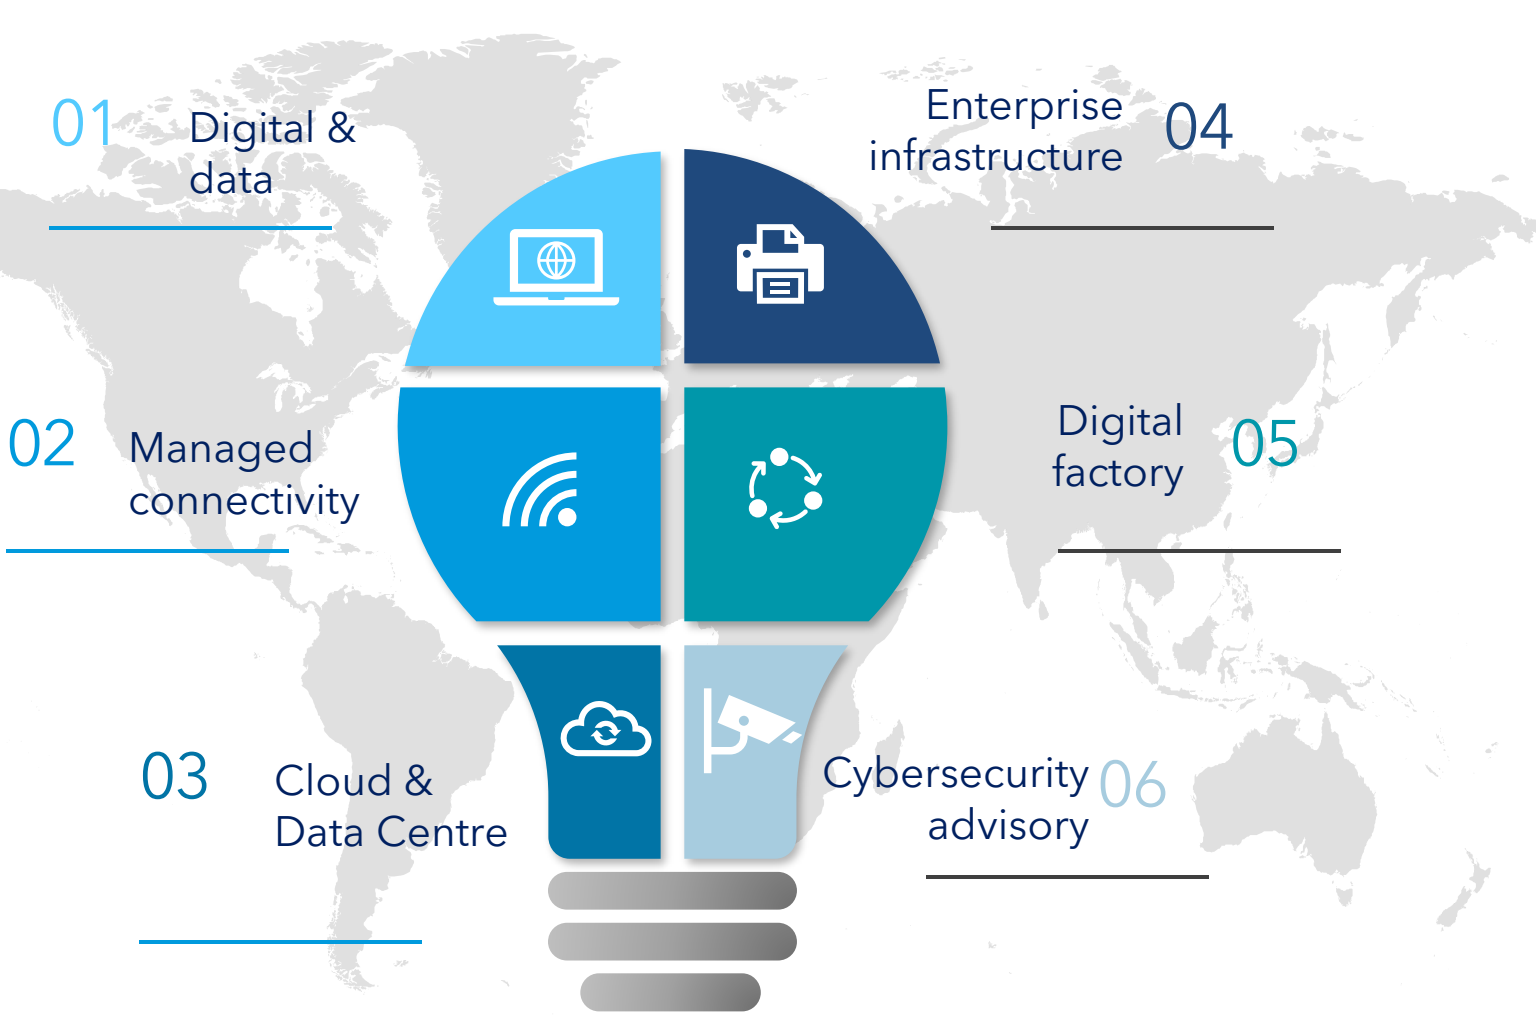 01
Digital &
data
02
Managed
connectivity
03
Cloud &
Data Centre
Enterprise
infrastructure
04
Digital
factory
05
Cybersecurity
advisory
06